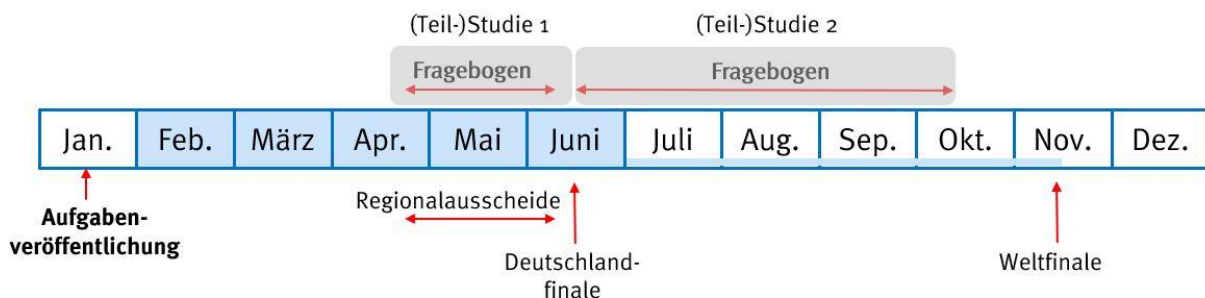 (Teil-)Studie 1
(Teil-)Studie 2
Fragebogen
Fragebogen
Jan. Feb. März Apr. Mai Juni Juli Aug. Sep. Okt. Nov. Dez.
Regionalausscheide
Aufgaben-
veröffentlichung
Deutschland-
finale
Weltfinale